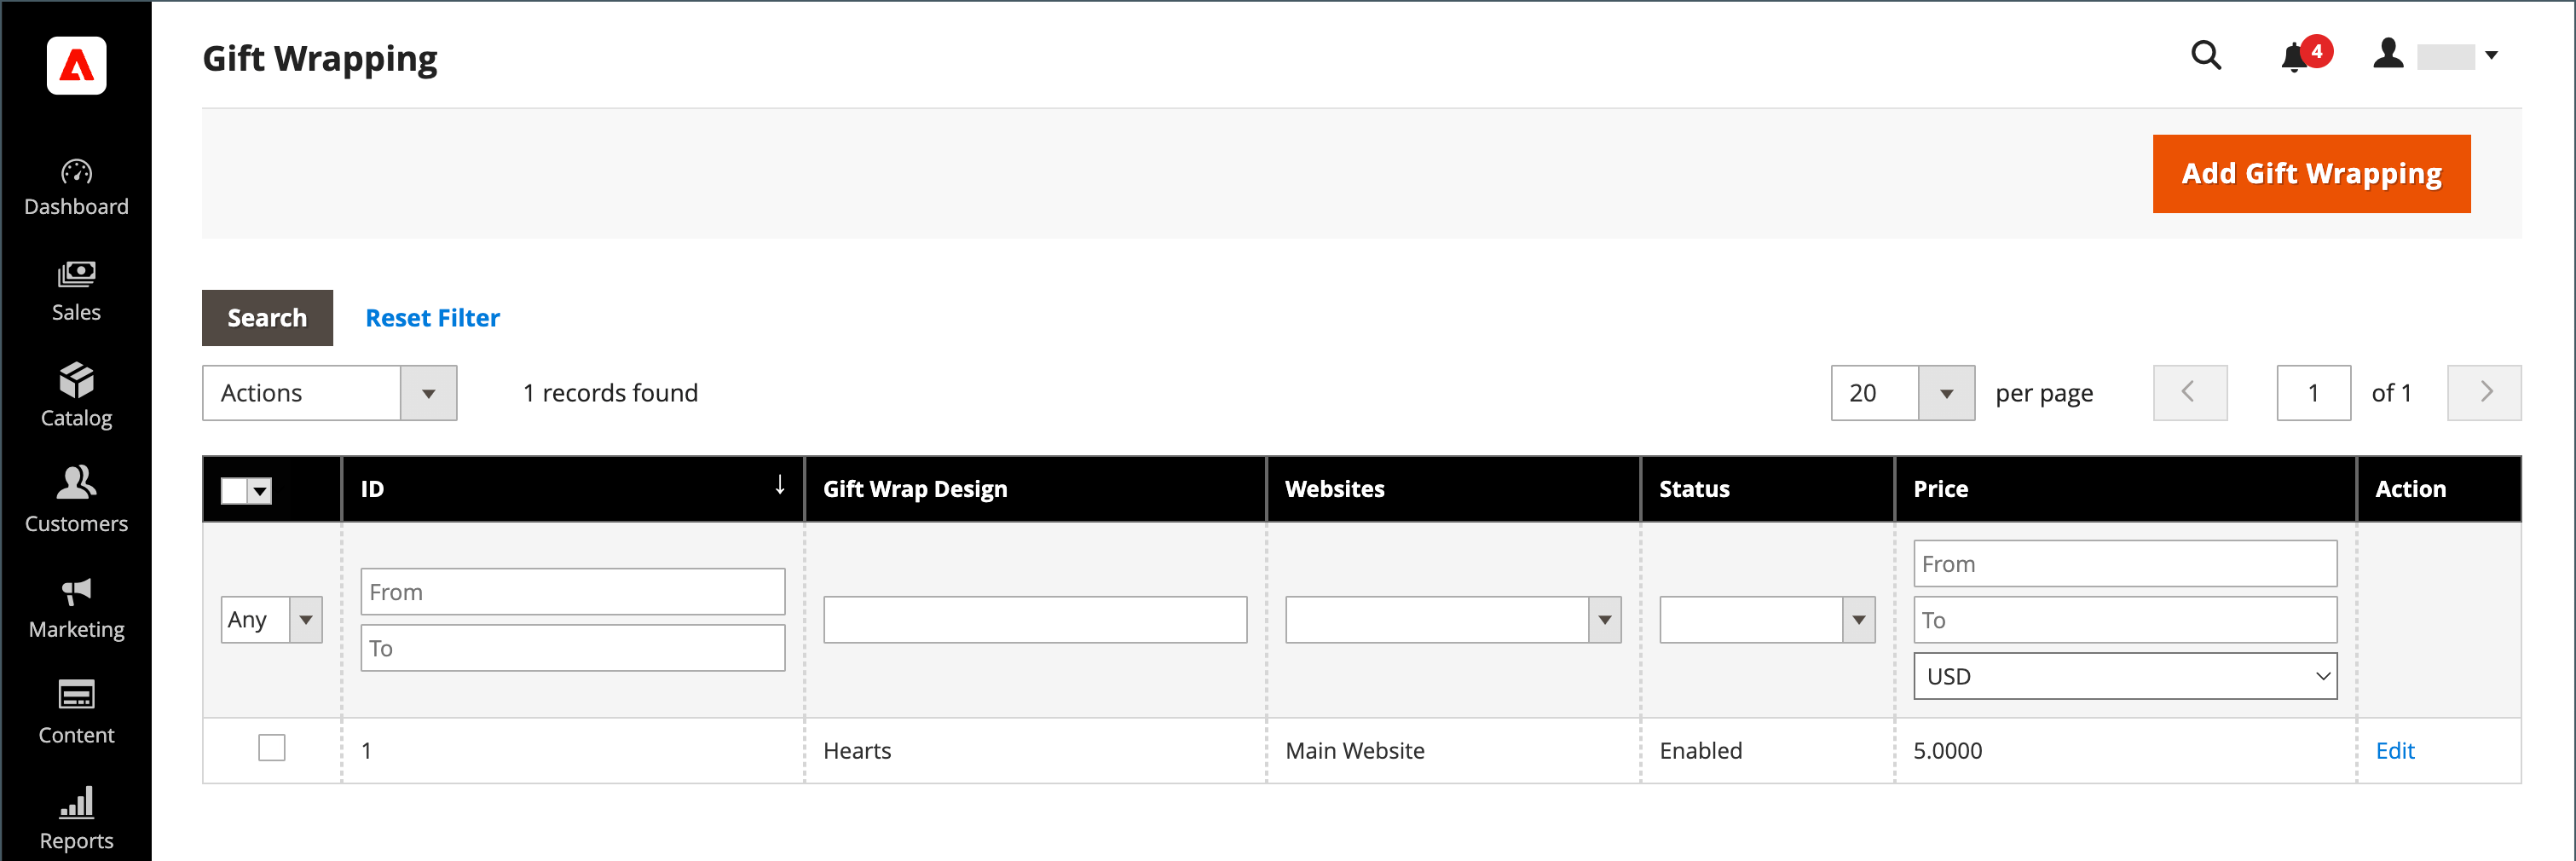 Gift Wrapping
4
Add Gift Wrapping
Dashboard
Sales
Catalog
Customers
Marketing
Content
Reports
Search Reset Filter
Actions 1 records found 20 per page 1 of 1
ID ↓ Gift Wrap Design Websites Status Price Action
Any From To From To USD
1 Hearts Main Website Enabled 5.0000 Edit